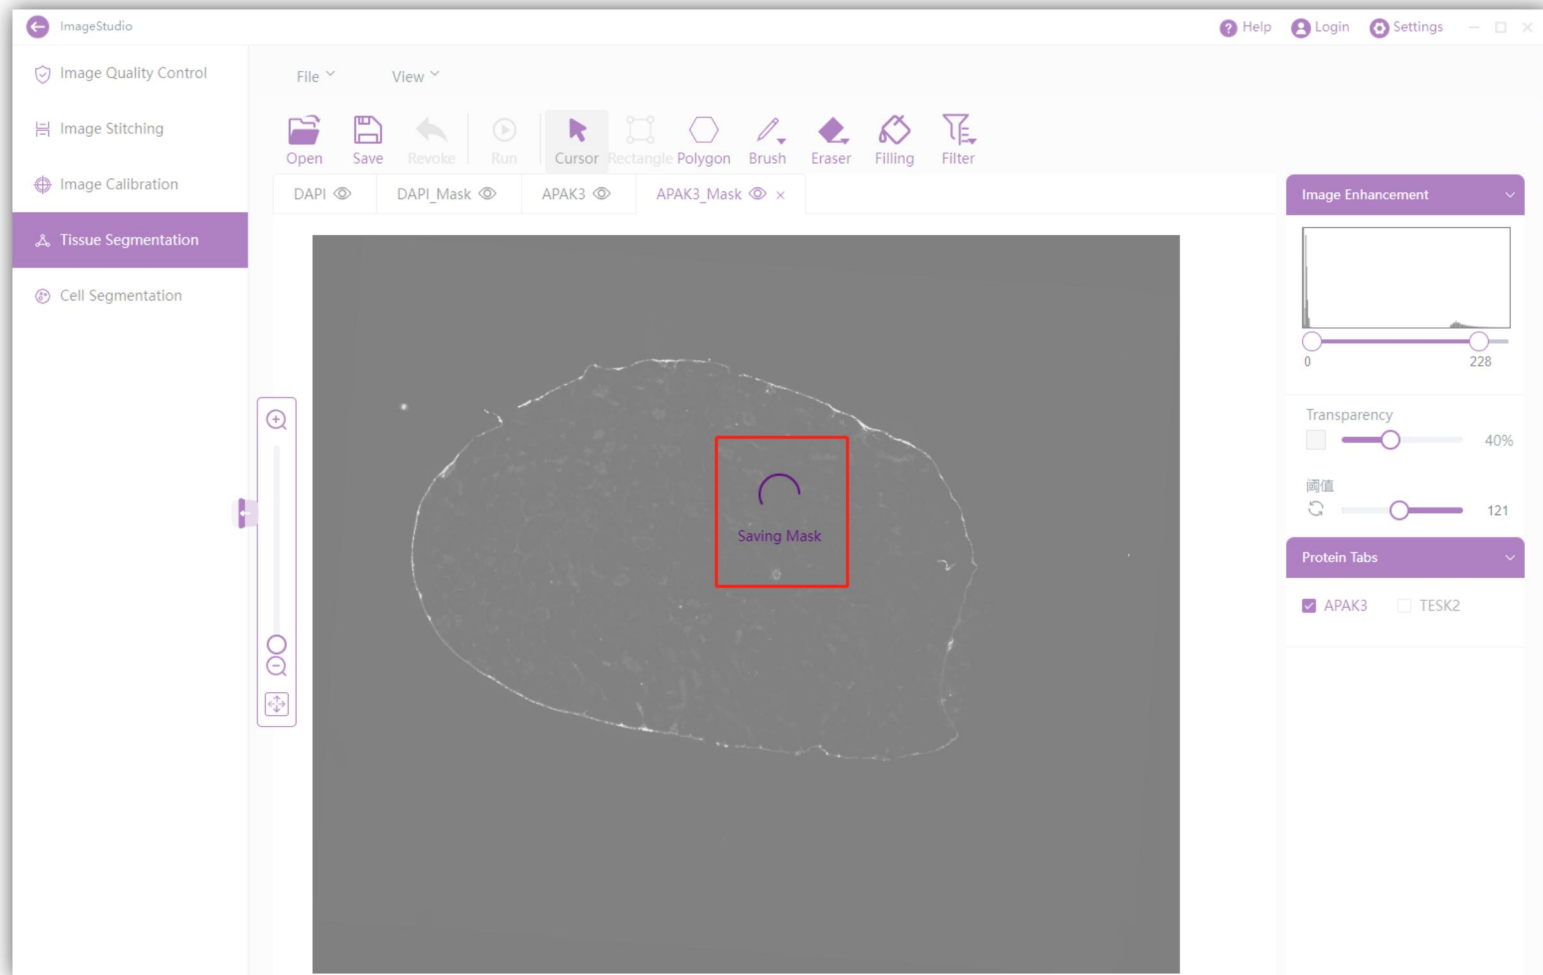 ImageStudio
Help Login Settings
Image Quality Control
Image Stitching
Image Calibration
Tissue Segmentation
Cell Segmentation
File View
Open Save Revoke Run Cursor Rectangle Polygon Brush Eraser Filling Filter
DAPI DAPI_Mask APAK3 APAK3_Mask
Saving Mask
Image Enhancement
0 228
Transparency
40%
阈值
121
Protein Tabs
APAK3 TESK2